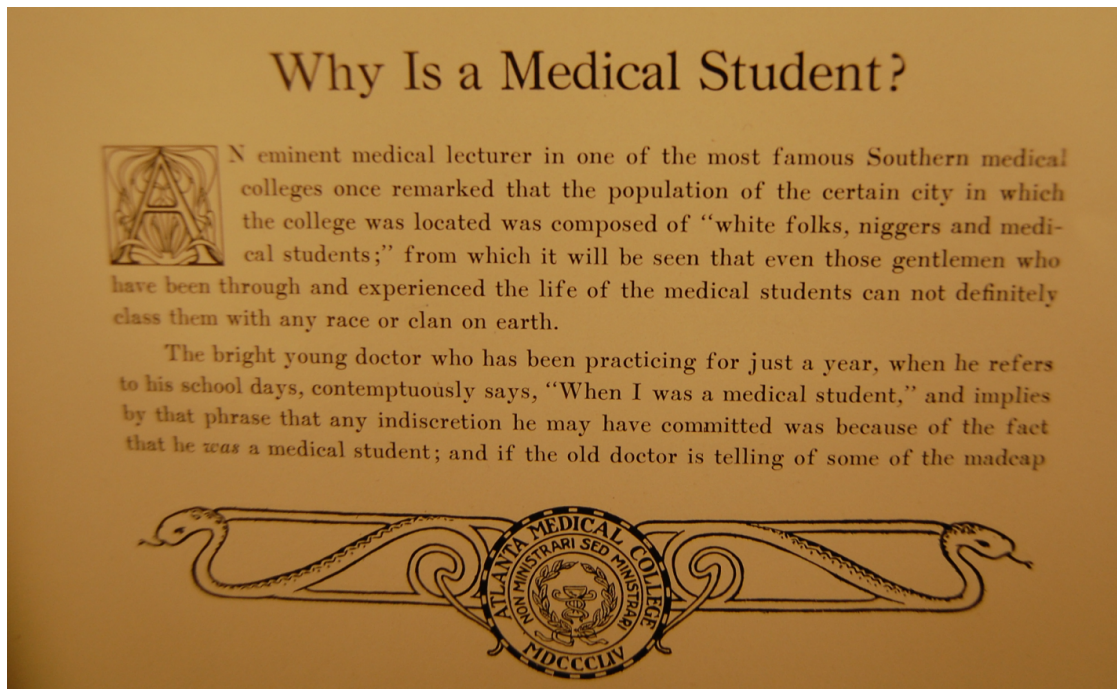 Why Is a Medical Student?
AN eminent medical lecturer in one of the most famous Southern medical
colleges once remarked that the population of the certain city in which
the college was located was composed of “white folks, niggers and medi-
cal students;” from which it will be seen that even those gentlemen who
have been through and experienced the life of the medical students can not definitely
class them with any race or clan on earth.
The bright young doctor who has been practicing for just a year, when he refers
to his school days, contemptuously says, “When I was a medical student,” and implies
by that phrase that any indiscretion he may have committed was because of the fact
that he was a medical student; and if the old doctor is telling of some of the madcap
ATLANTA MEDICAL COLLEGE
NON MINISTRARI SED MINISTRARI
MDCCCLIV